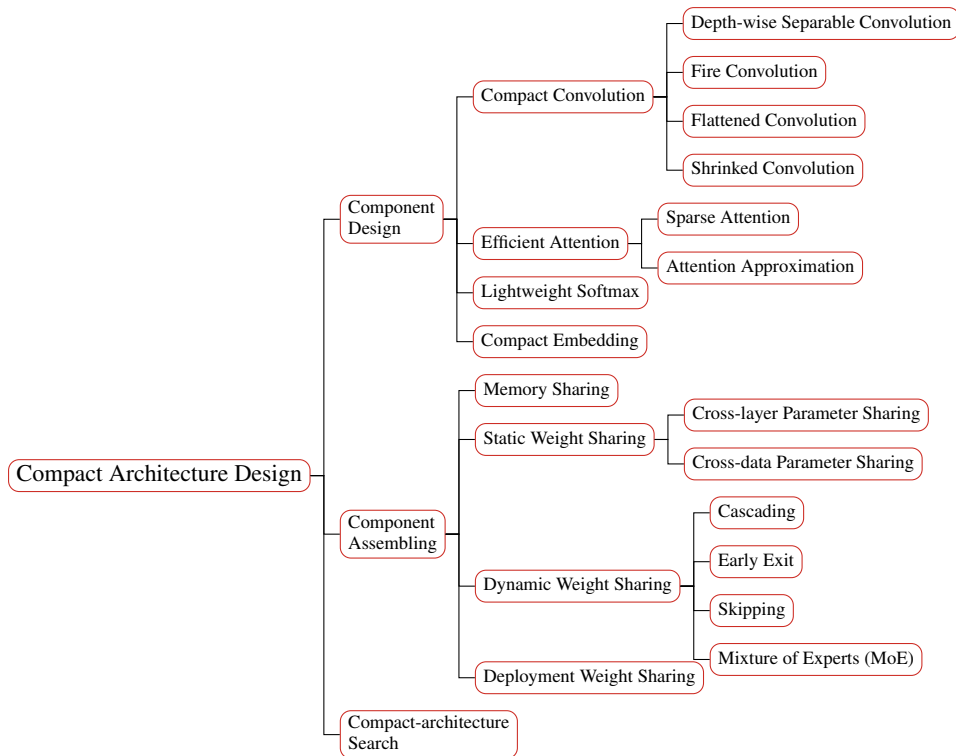 Compact Architecture Design
Component
Design
Compact Convolution
Depth-wise Separable Convolution
Fire Convolution
Flattened Convolution
Shrinked Convolution
Efficient Attention
Sparse Attention
Attention Approximation
Lightweight Softmax
Compact Embedding
Component
Assembling
Memory Sharing
Static Weight Sharing
Cross-layer Parameter Sharing
Cross-data Parameter Sharing
Dynamic Weight Sharing
Cascading
Early Exit
Skipping
Mixture of Experts (MoE)
Deployment Weight Sharing
Compact-architecture
Search